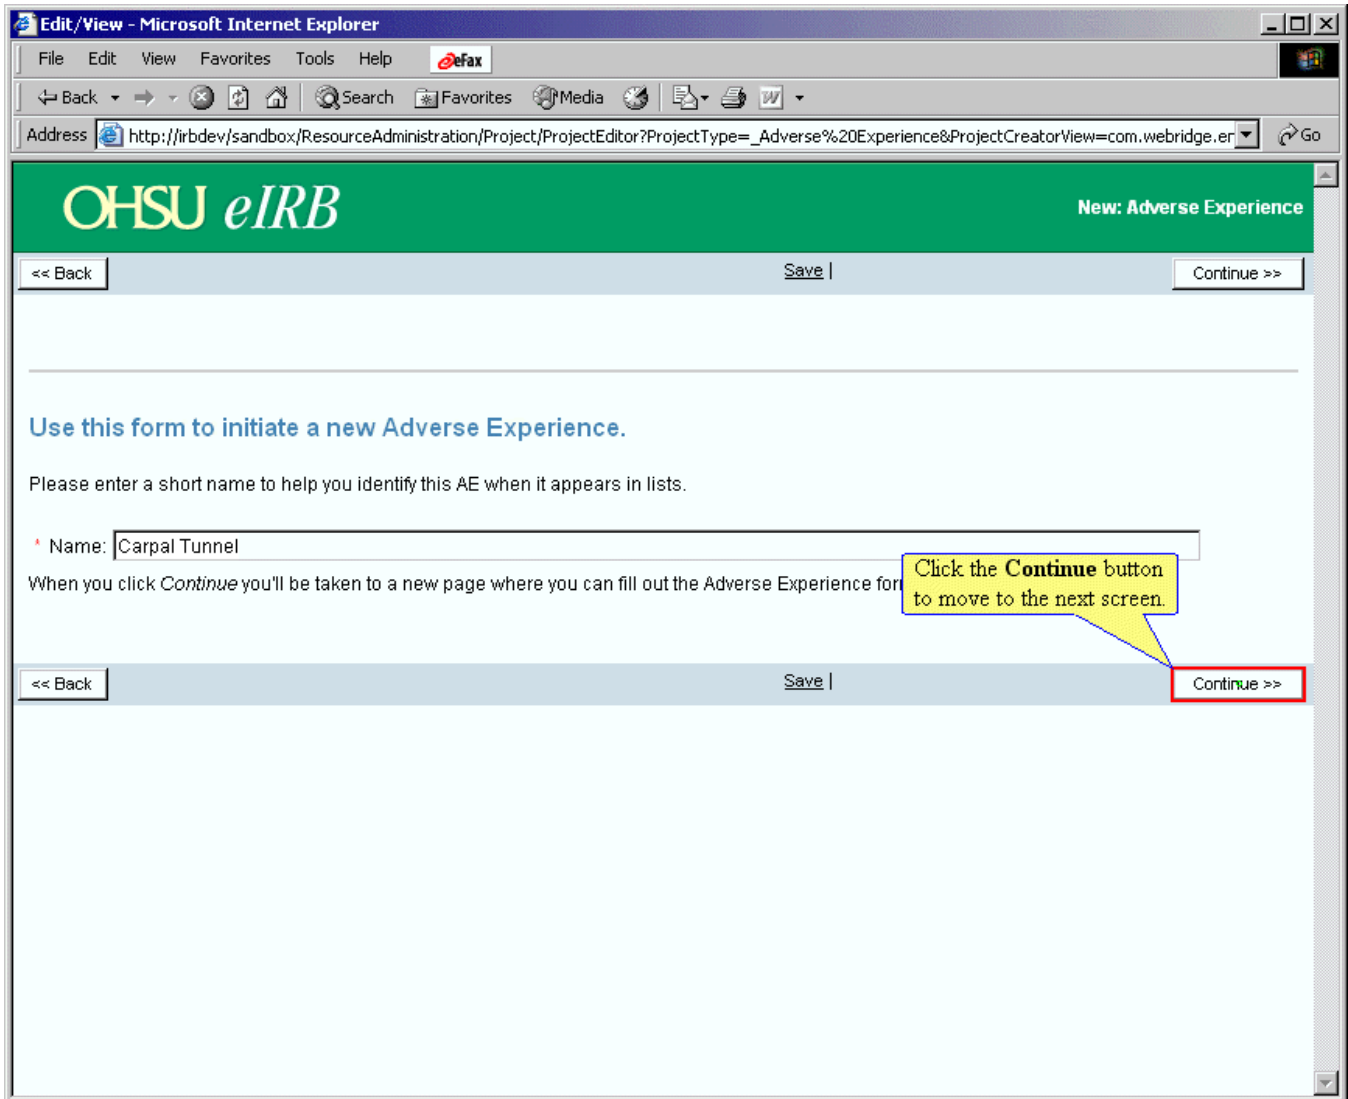 Edit/View - Microsoft Internet Explorer
File Edit View Favorites Tools Help eFax
Back Search Favorites Media
Address http://irbdev/sandbox/ResourceAdministration/Project/ProjectEditor?ProjectType=_Adverse%20Experience&ProjectCreatorView=com.webridge.er Go
OHSU eIRB
New: Adverse Experience
<< Back Save | Continue >>
Use this form to initiate a new Adverse Experience.
Please enter a short name to help you identify this AE when it appears in lists.
* Name: Carpal Tunnel
When you click Continue you'll be taken to a new page where you can fill out the Adverse Experience for
Click the Continue button
to move to the next screen.
<< Back Save | Continue >>